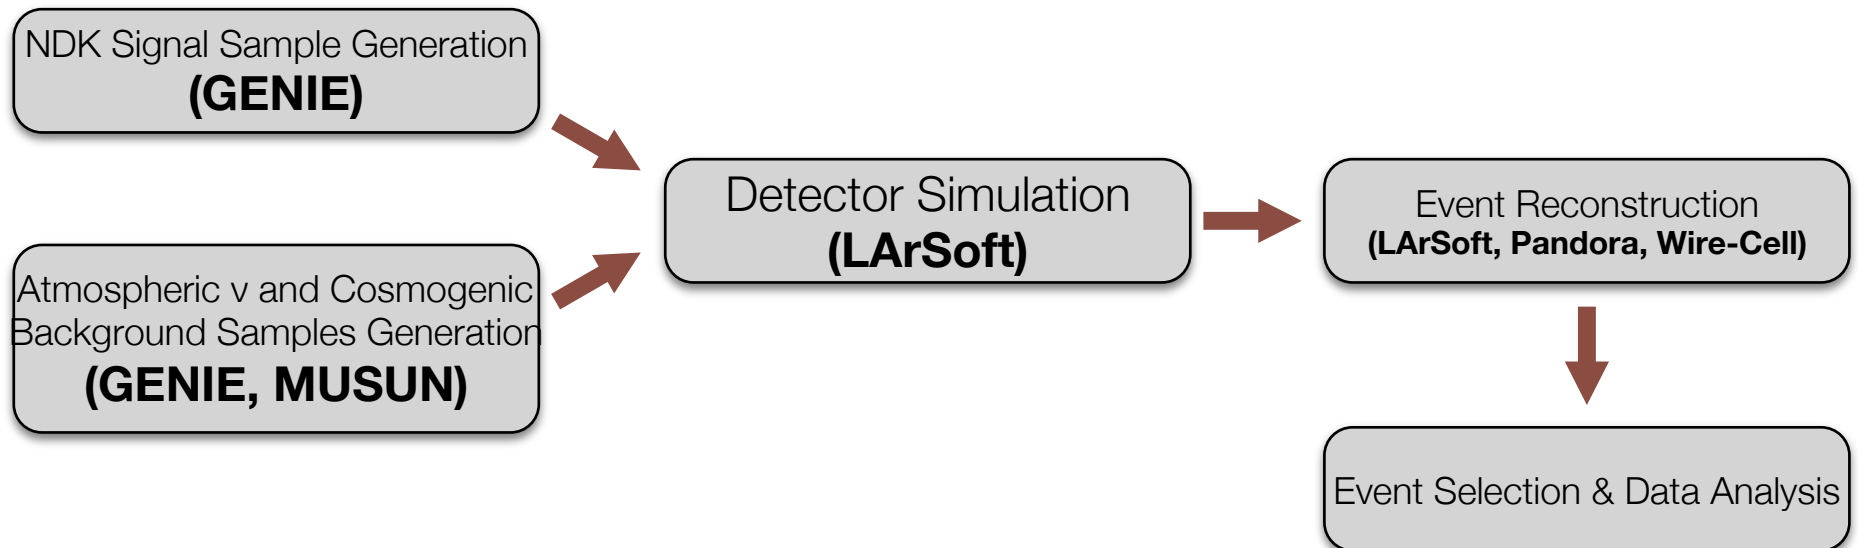 NDK Signal Sample Generation
(GENIE)
Atmospheric ν and Cosmogenic
Background Samples Generation
(GENIE, MUSUN)
Detector Simulation
(LArSoft)
Event Reconstruction
(LArSoft, Pandora, Wire-Cell)
Event Selection & Data Analysis